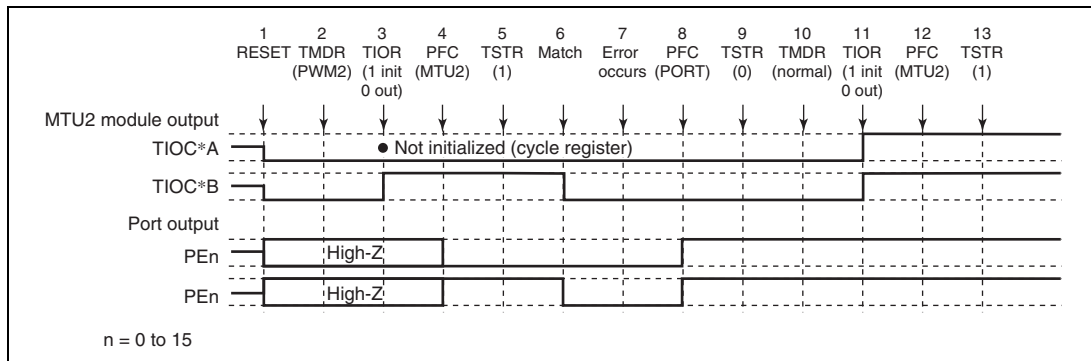 1 2 3 4 5 6 7 8 9 10 11 12 13
RESET TMDR TIOR PFC TSTR Match Error PFC TSTR TMDR TIOR PFC TSTR
(PWM2) (1 init (MTU2) (1) occurs (PORT) (0) (normal) (1 init (MTU2) (1)
0 out) 0 out)
MTU2 module output
TIOC*A
● Not initialized (cycle register)
TIOC*B
Port output
PEn
High-Z
PEn
High-Z
n = 0 to 15